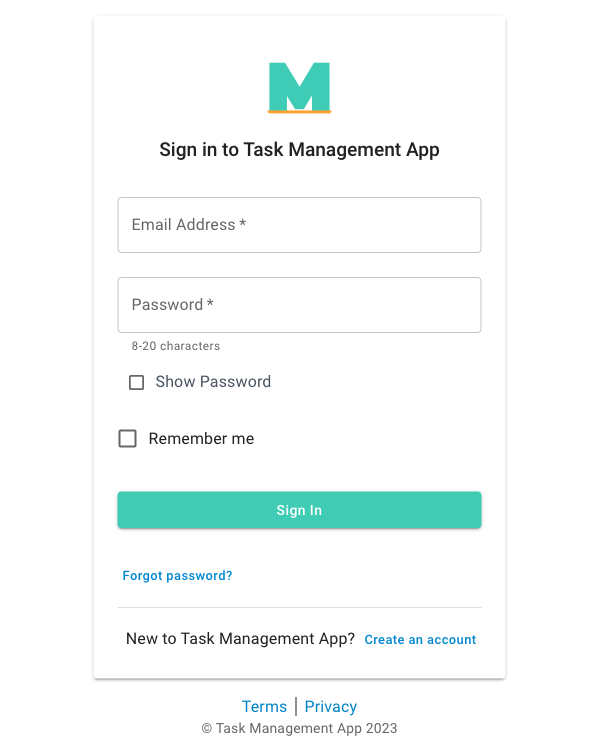 M
Sign in to Task Management App
Email Address *
Password *
8-20 characters
Show Password
Remember me
Sign In
Forgot password?
New to Task Management App? Create an account
Terms | Privacy
© Task Management App 2023